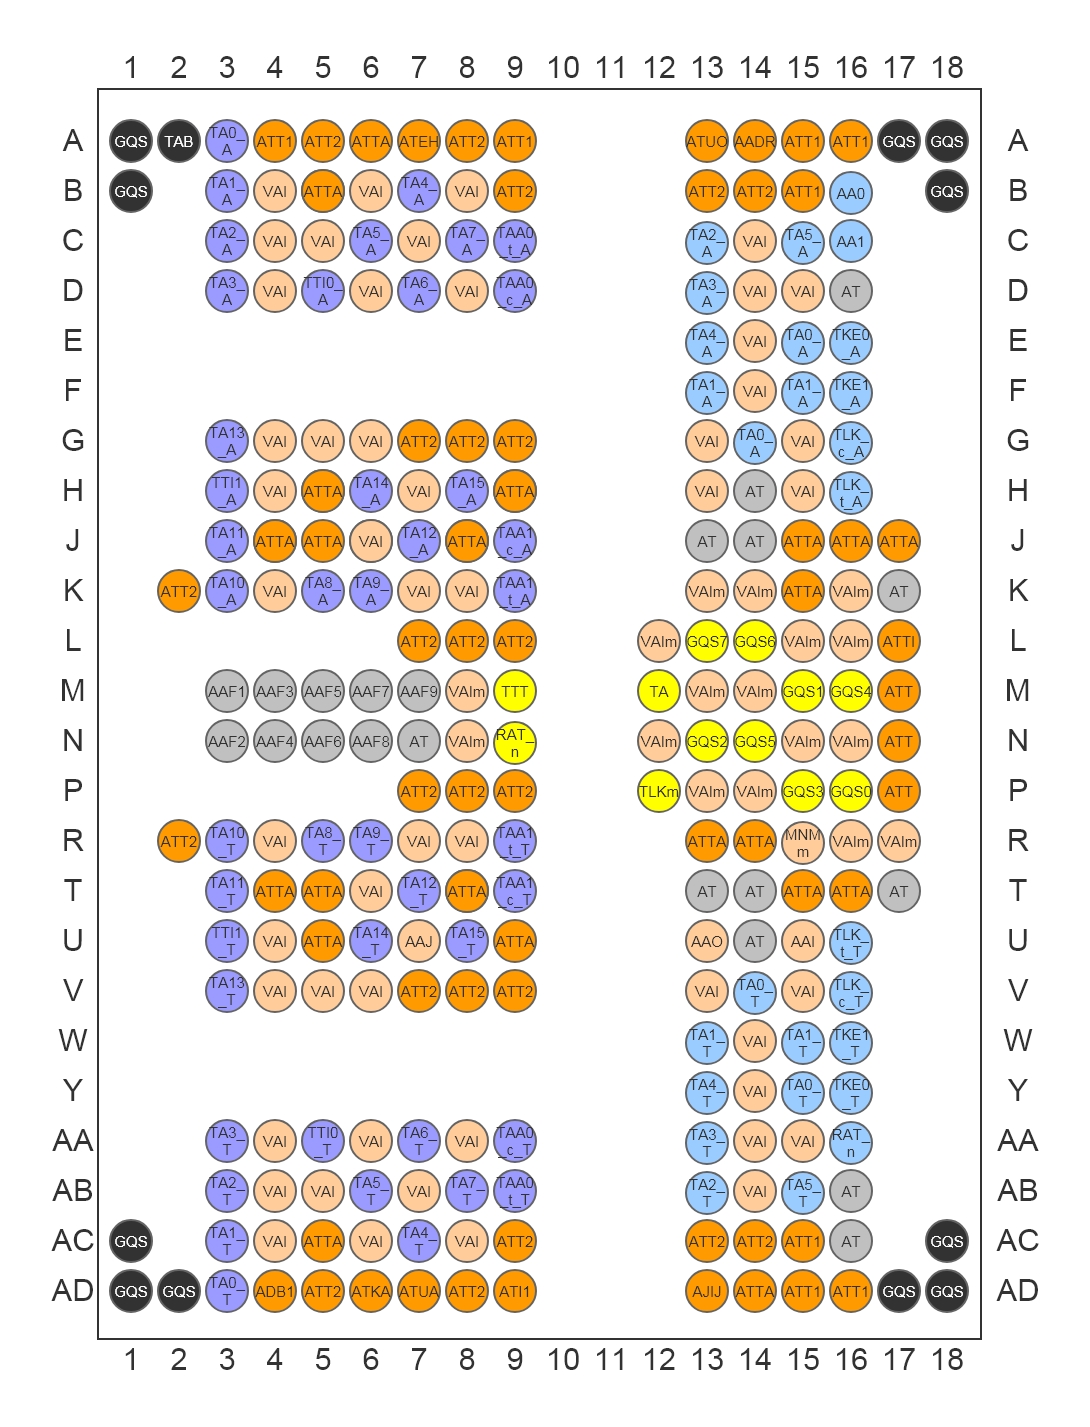 1 2 3 4 5 6 7 8 9 10 11 12 13 14 15 16 17 18
A GQS TAB TA0_A ATT1 ATT2 ATTA ATEH ATT2 ATT1 ATUO AADR ATT1 ATT1 GQS GQS A
B GQS TA1_A VAI ATTA VAI TA4_A VAI ATT2 ATT2 ATT2 ATT1 AA0 GQS B
C TA2_A VAI VAI TA5_A VAI TA7_A TAA0_t_A TA2_A VAI TA5_A AA1 C
D TA3_A VAI TTI0_A VAI TA6_A VAI TAA0_c_A TA3_A VAI VAI AT D
E TA4_A VAI TA0_A TKE0_A E
F TA1_A VAI TA1_A TKE1_A F
G TA13_A VAI VAI VAI ATT2 ATT2 ATT2 VAI TA0_A VAI TLK_c_A G
H TTI1_A VAI ATTA TA14_A VAI TA15_A ATTA VAI AT VAI TLK_t_A H
J TA11_A ATTA ATTA VAI TA12_A ATTA TAA1_c_A AT AT ATTA ATTA ATTA J
K ATT2 TA10_A VAI TA8_A TA9_A VAI VAI TAA1_t_A VAIm VAIm ATTA VAIm AT K
L ATT2 ATT2 ATT2 VAIm GQS7 GQS6 VAIm VAIm ATTI L
M AAF1 AAF3 AAF5 AAF7 AAF9 VAIm TTT TA VAIm VAIm GQS1 GQS4 ATT M
N AAF2 AAF4 AAF6 AAF8 AT VAIm RAT_n VAIm GQS2 GQS5 VAIm VAIm ATT N
P ATT2 ATT2 ATT2 TLKm VAIm VAIm GQS3 GQS0 ATT P
R ATT2 TA10_T VAI TA8_T TA9_T VAI VAI TAA1_t_T ATTA ATTA MNMm VAIm VAIm R
T TA11_T ATTA ATTA VAI TA12_T ATTA TAA1_c_T AT AT ATTA ATTA AT T
U TTI1_T VAI ATTA TA14_T AAJ TA15_T ATTA AAO AT AAI TLK_t_T U
V TA13_T VAI VAI VAI ATT2 ATT2 ATT2 VAI TA0_T VAI TLK_c_T V
W TA1_T VAI TA1_T TKE1_T W
Y TA4_T VAI TA0_T TKE0_T Y
AA TA3_T VAI TTI0_T VAI TA6_T VAI TAA0_c_T TA3_T VAI VAI RAT_n AA
AB TA2_T VAI VAI TA5_T VAI TA7_T TAA0_t_T TA2_T VAI TA5_T AT AB
AC GQS TA1_T VAI ATTA VAI TA4_T VAI ATT2 ATT2 ATT2 ATT1 AT GQS AC
AD GQS GQS TA0_T ADB1 ATT2 ATKA ATUA ATT2 ATI1 AJIJ ATTA ATT1 ATT1 GQS GQS AD
1 2 3 4 5 6 7 8 9 10 11 12 13 14 15 16 17 18